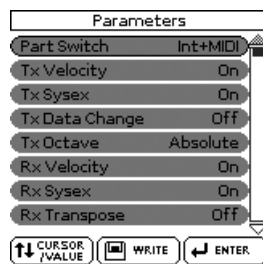 Parameters
Part Switch Int+MIDI
Tx Velocity On
Tx Sysex On
Tx Data Change Off
Tx Octave Absolute
Rx Velocity On
Rx Sysex On
Rx Transpose Off
CURSOR /VALUE WRITE ENTER